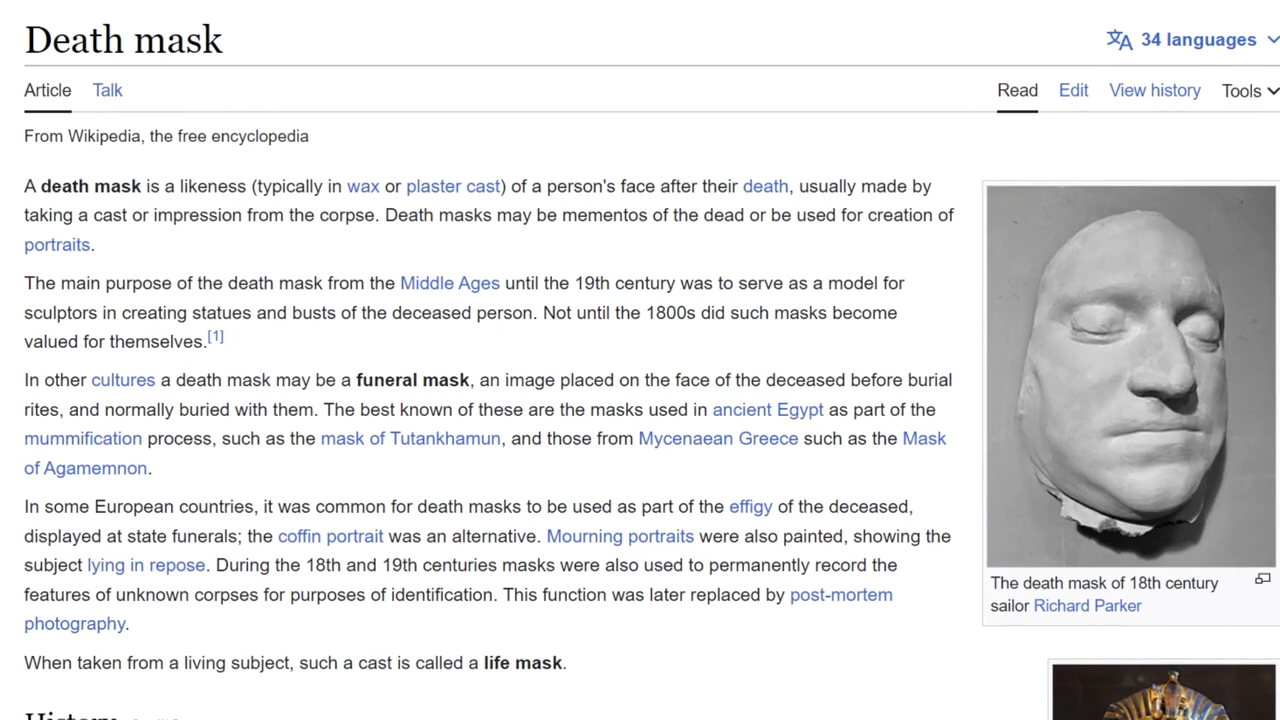 Death mask
34 languages
Article Talk
Read Edit View history Tools
From Wikipedia, the free encyclopedia
A death mask is a likeness (typically in wax or plaster cast) of a person's face after their death, usually made by
taking a cast or impression from the corpse. Death masks may be mementos of the dead or be used for creation of
portraits.
The main purpose of the death mask from the Middle Ages until the 19th century was to serve as a model for
sculptors in creating statues and busts of the deceased person. Not until the 1800s did such masks become
valued for themselves.[1]
In other cultures a death mask may be a funeral mask, an image placed on the face of the deceased before burial
rites, and normally buried with them. The best known of these are the masks used in ancient Egypt as part of the
mummification process, such as the mask of Tutankhamun, and those from Mycenaean Greece such as the Mask
of Agamemnon.
In some European countries, it was common for death masks to be used as part of the effigy of the deceased,
displayed at state funerals; the coffin portrait was an alternative. Mourning portraits were also painted, showing the
subject lying in repose. During the 18th and 19th centuries masks were also used to permanently record the
features of unknown corpses for purposes of identification. This function was later replaced by post-mortem
photography.
When taken from a living subject, such a cast is called a life mask.
The death mask of 18th century
sailor Richard Parker
History